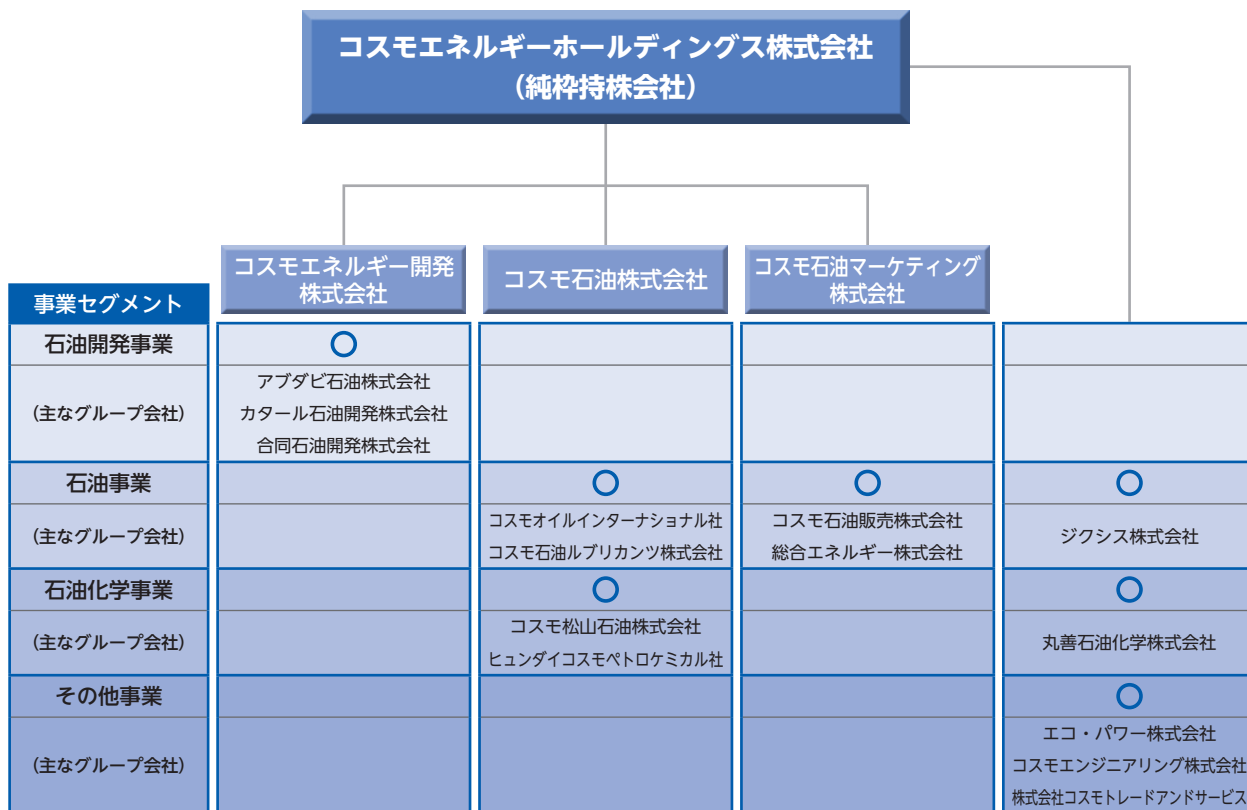 コスモエネルギーホールディングス株式会社
（純粋持株会社）
コスモエネルギー開発
株式会社
コスモ石油株式会社
コスモ石油マーケティング
株式会社
事業セグメント
石油開発事業
○
（主なグループ会社）
アブダビ石油株式会社
カタール石油開発株式会社
合同石油開発株式会社
石油事業
○
○
○
（主なグループ会社）
コスモオイルインターナショナル社
コスモ石油ルブリカンツ株式会社
コスモ石油販売株式会社
総合エネルギー株式会社
ジクシス株式会社
石油化学事業
○
○
（主なグループ会社）
コスモ松山石油株式会社
ヒュンダイコスモペトロケミカル社
丸善石油化学株式会社
その他事業
○
（主なグループ会社）
エコ・パワー株式会社
コスモエンジニアリング株式会社
株式会社コスモトレードアンドサービス